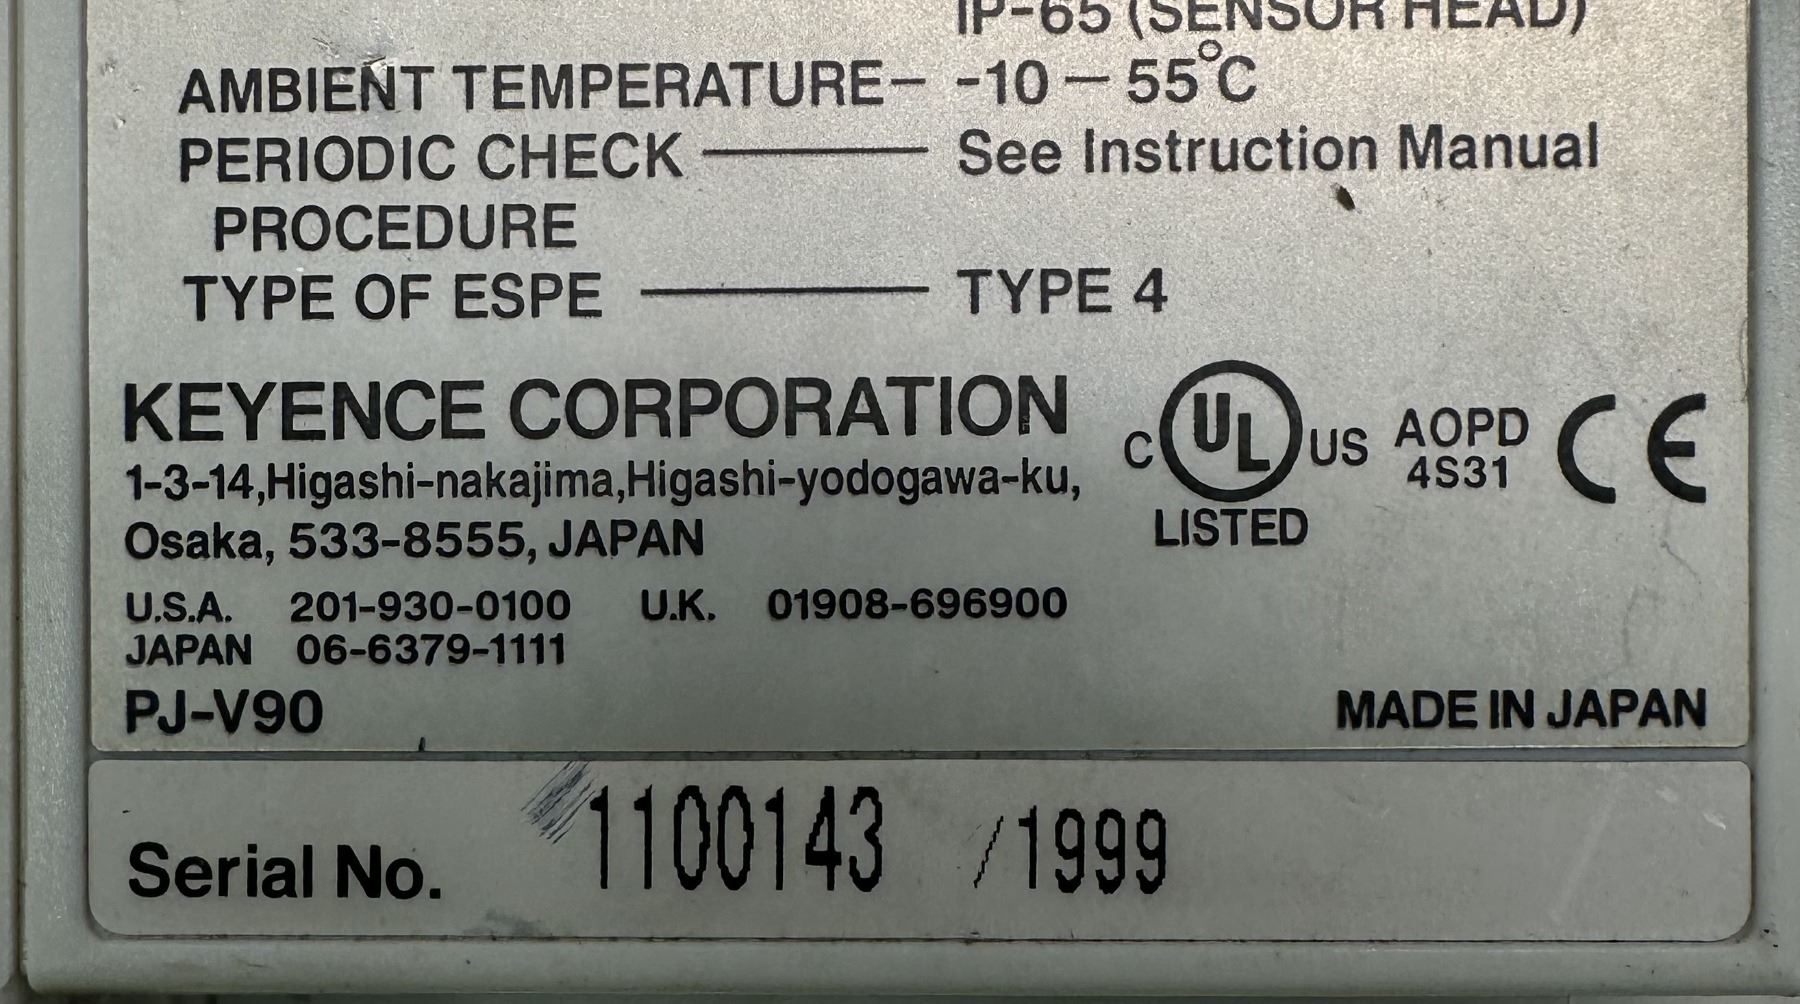 IP-65 (SENSOR HEAD)
AMBIENT TEMPERATURE— -10 — 55°C
PERIODIC CHECK ——— See Instruction Manual
PROCEDURE
TYPE OF ESPE ——— TYPE 4
KEYENCE CORPORATION
1-3-14,Higashi-nakajima,Higashi-yodogawa-ku,
Osaka, 533-8555, JAPAN
C UL US
LISTED
AOPD
4S31
CE
U.S.A. 201-930-0100 U.K. 01908-696900
JAPAN 06-6379-1111
PJ-V90
MADE IN JAPAN
Serial No. 1100143 /1999